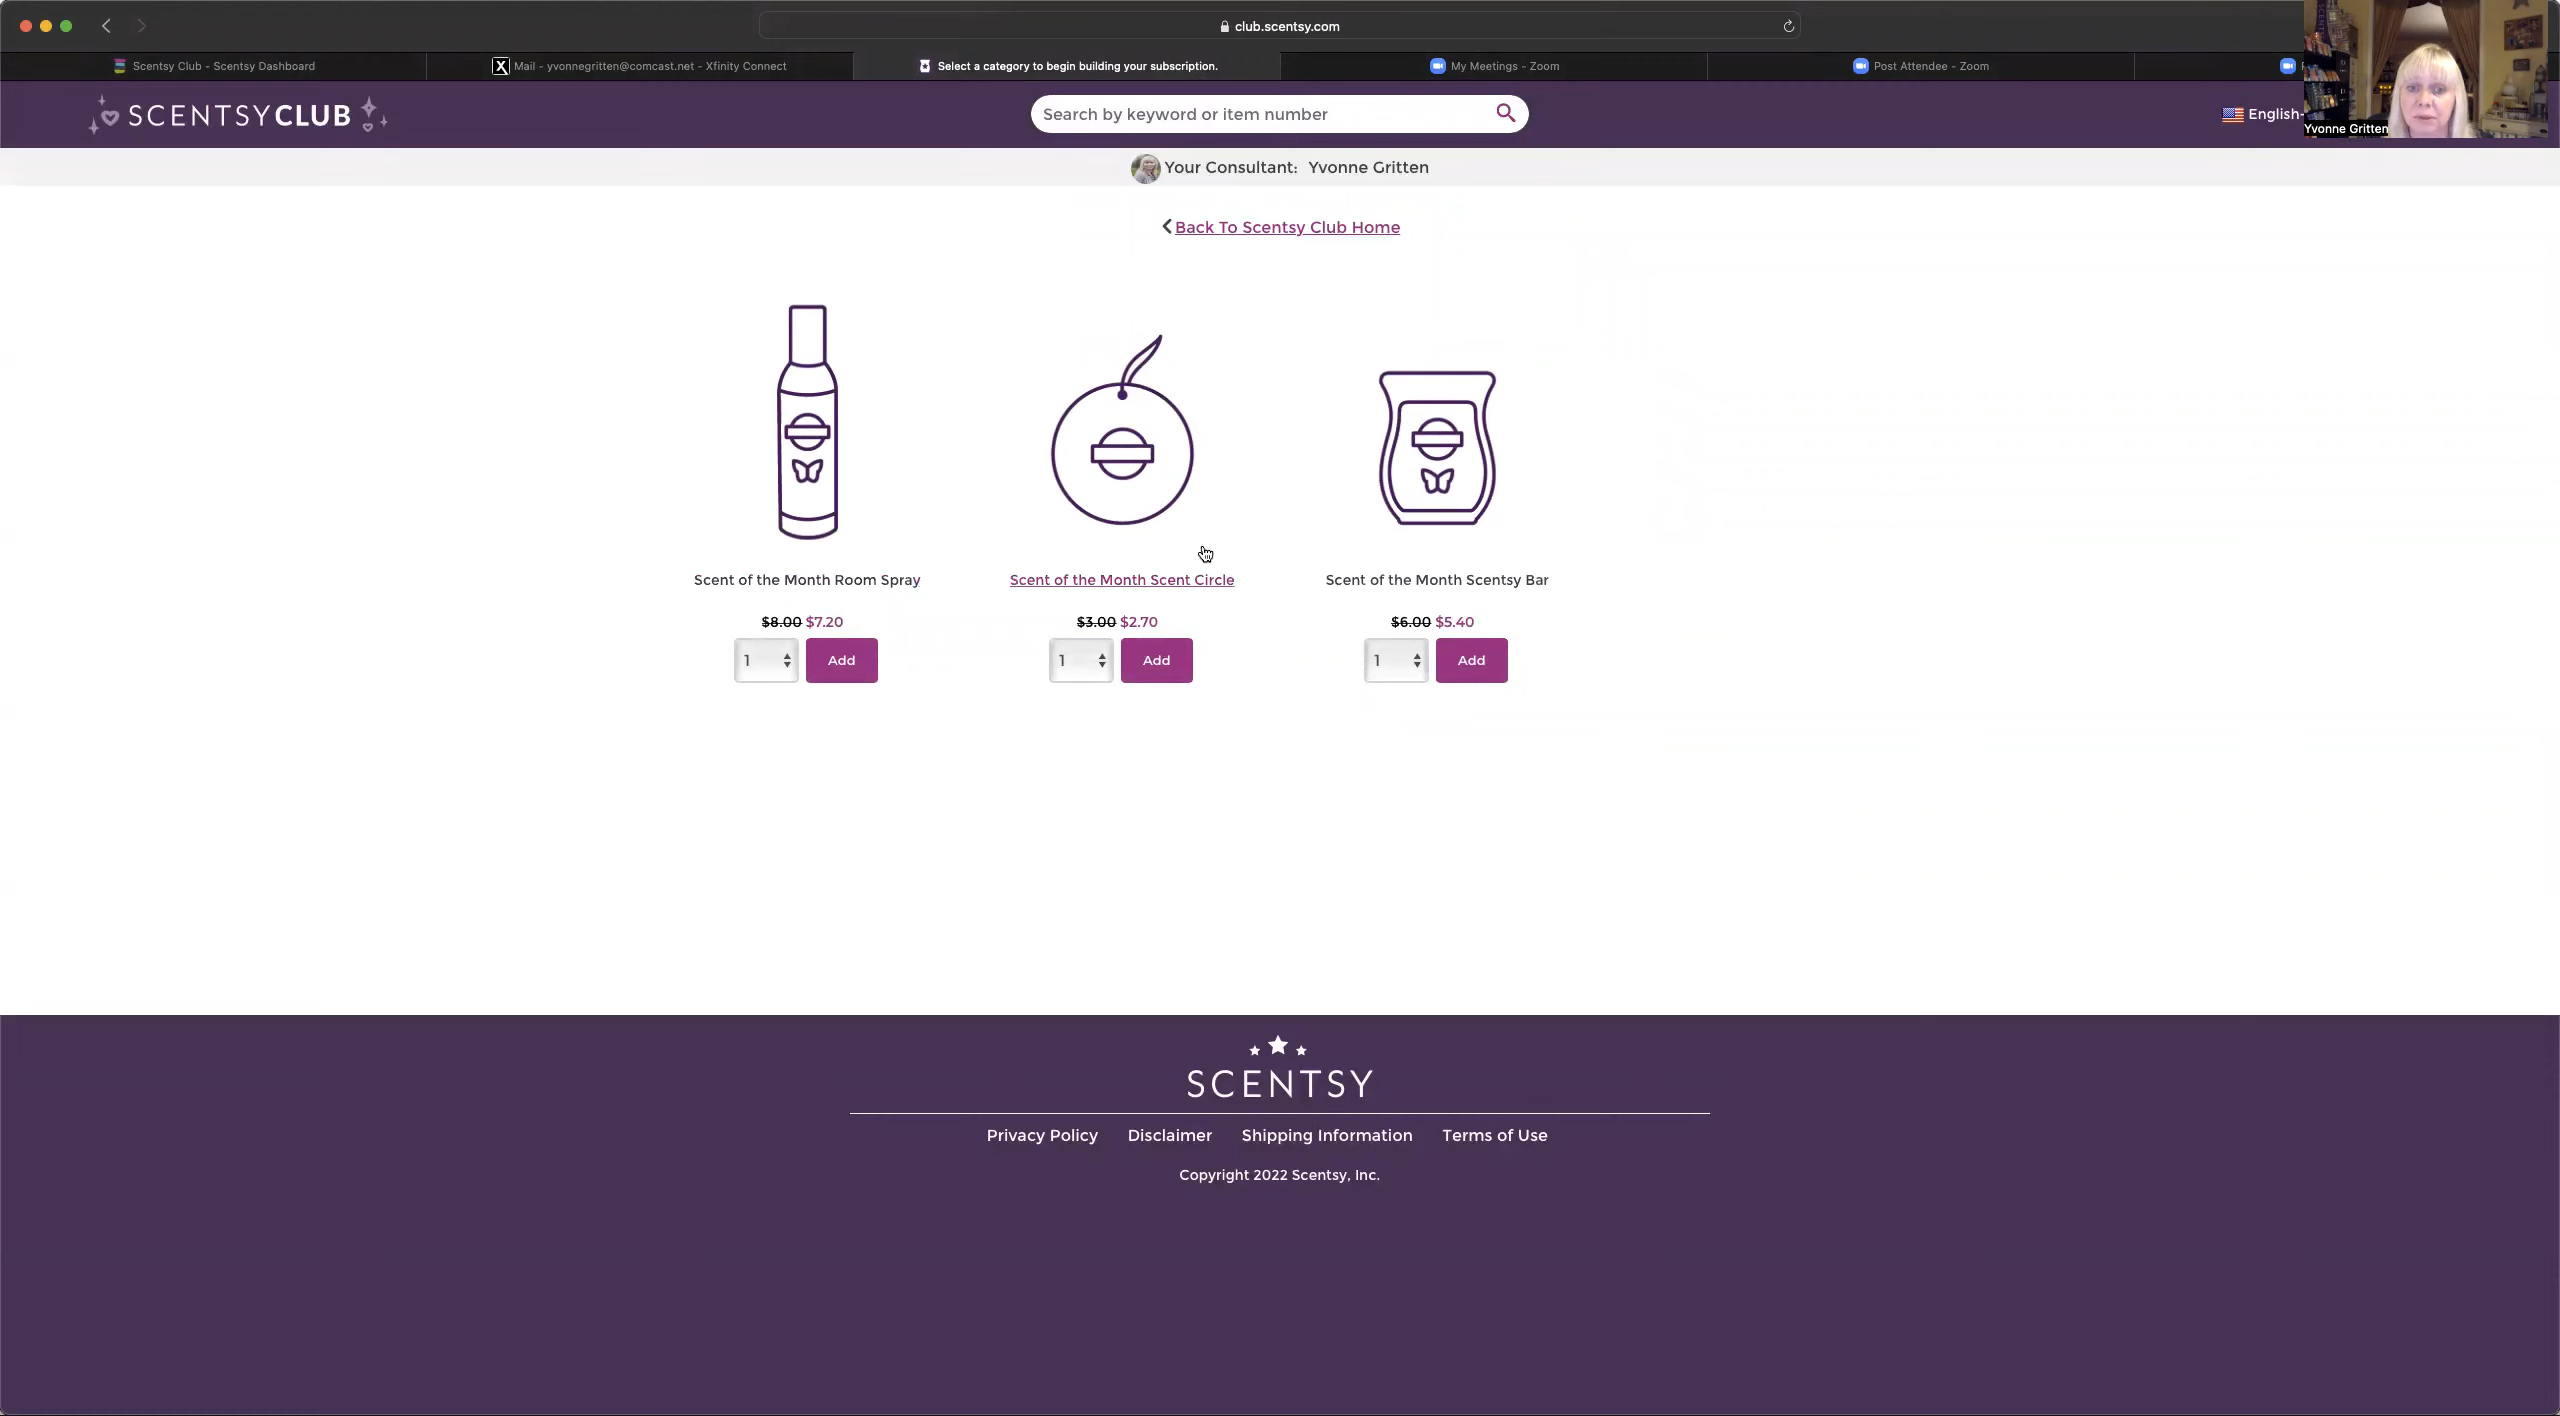 club.scentsy.com
Scentsy Club - Scentsy Dashboard
Mail - yvonnegritten@comcast.net - Xfinity Connect
Select a category to begin building your subscription.
My Meetings - Zoom
Post Attendee - Zoom
SCENTSYCLUB
Search by keyword or item number
English-
Yvonne Gritten
Your Consultant: Yvonne Gritten
Back To Scentsy Club Home
Scent of the Month Room Spray
$8.00 $7.20
1 Add
Scent of the Month Scent Circle
$3.00 $2.70
1 Add
Scent of the Month Scentsy Bar
$6.00 $5.40
1 Add
SCENTSY
Privacy Policy Disclaimer Shipping Information Terms of Use
Copyright 2022 Scentsy, Inc.